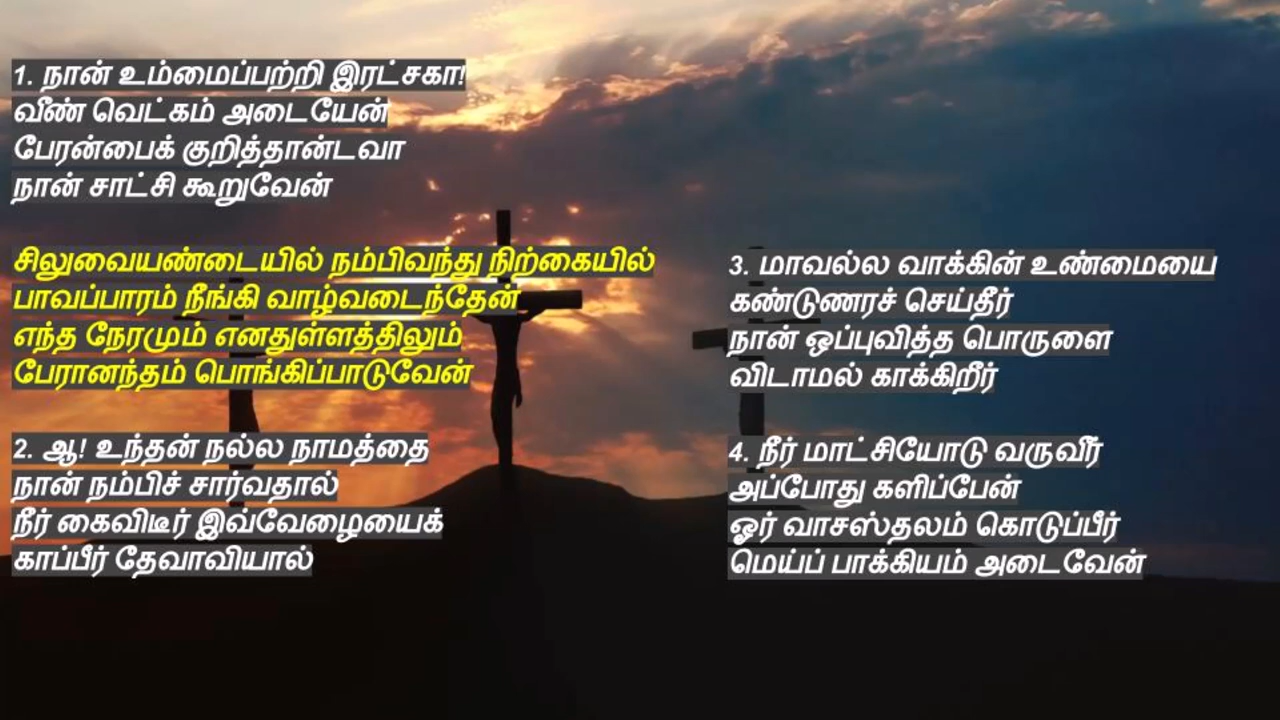 1. நான் உம்மைப்பற்றி இரட்சகா!
வீண் வெட்கம் அடையேன்
பேரன்பைக் குறித்தான்டவா
நான் சாட்சி கூறுவேன்
சிலுவையண்டையில் நம்பிவந்து நிற்கையில்
பாவப்பாரம் நீங்கி வாழ்வடைந்தேன்
எந்த நேரமும் எனதுள்ளத்திலும்
பேரானந்தம் பொங்கிப்பாடுவேன்
2. ஆ! உந்தன் நல்ல நாமத்தை
நான் நம்பிச் சார்வதால்
நீர் கைவிடீர் இவ்வேழையைக்
காப்பீர் தேவாவியால்
3. மாவல்ல வாக்கின் உண்மையை
கண்டுணரச் செய்தீர்
நான் ஒப்புவித்த பொருளை
விடாமல் காக்கிறீர்
4. நீர் மாட்சியோடு வருவீர்
அப்போது களிப்பேன்
ஓர் வாசஸ்தலம் கொடுப்பீர்
மெய்ப் பாக்கியம் அடைவேன்